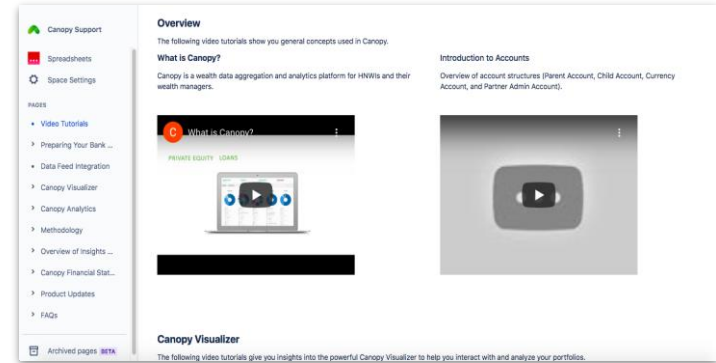 Canopy Support
Spreadsheets
Space Settings
PAGES
Video Tutorials
Preparing Your Bank ...
Data Feed Integration
Canopy Visualizer
Canopy Analytics
Methodology
Overview of Insights ...
Canopy Financial Stat...
Product Updates
FAQs
Archived pages BETA
Overview
The following video tutorials show you general concepts used in Canopy.
What is Canopy?
Canopy is a wealth data aggregation and analytics platform for HNWIs and their
wealth managers.
C What is Canopy?
PRIVATE EQUITY LOANS
Introduction to Accounts
Overview of account structures (Parent Account, Child Account, Currency
Account, and Partner Admin Account).
Canopy Visualizer
The following video tutorials give you insights into the powerful Canopy Visualizer to help you interact with and analyze your portfolios.